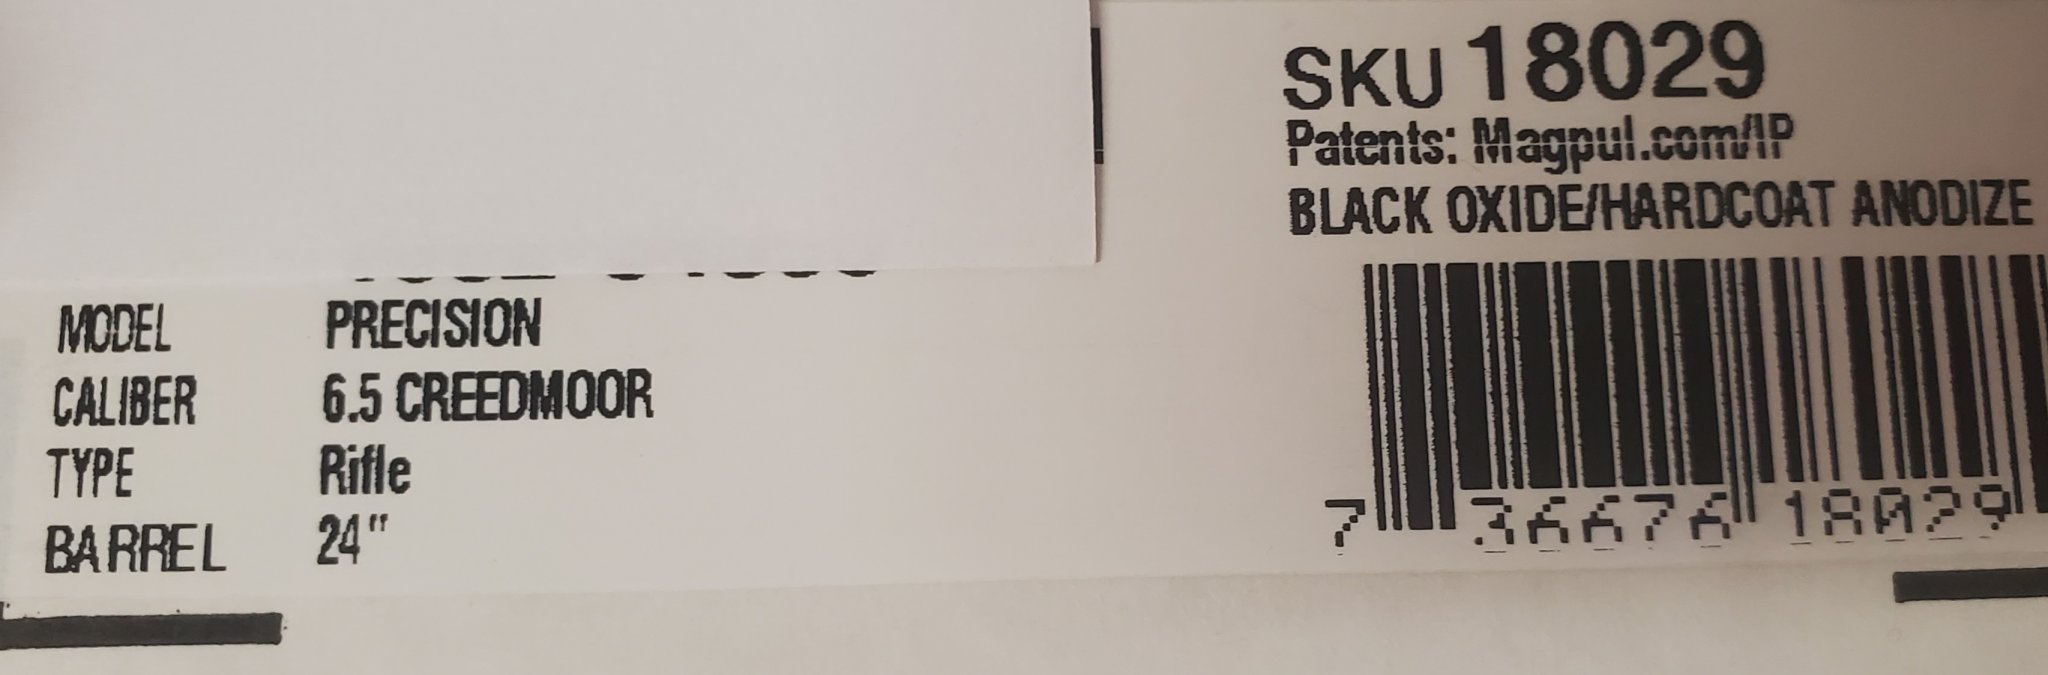 SKU 18029
Patents: Magpul.com/IP
BLACK OXIDE/HARDCOAT ANODIZE
MODEL PRECISION
CALIBER 6.5 CREEDMOOR
TYPE Rifle
BARREL 24"
7 36676 18029